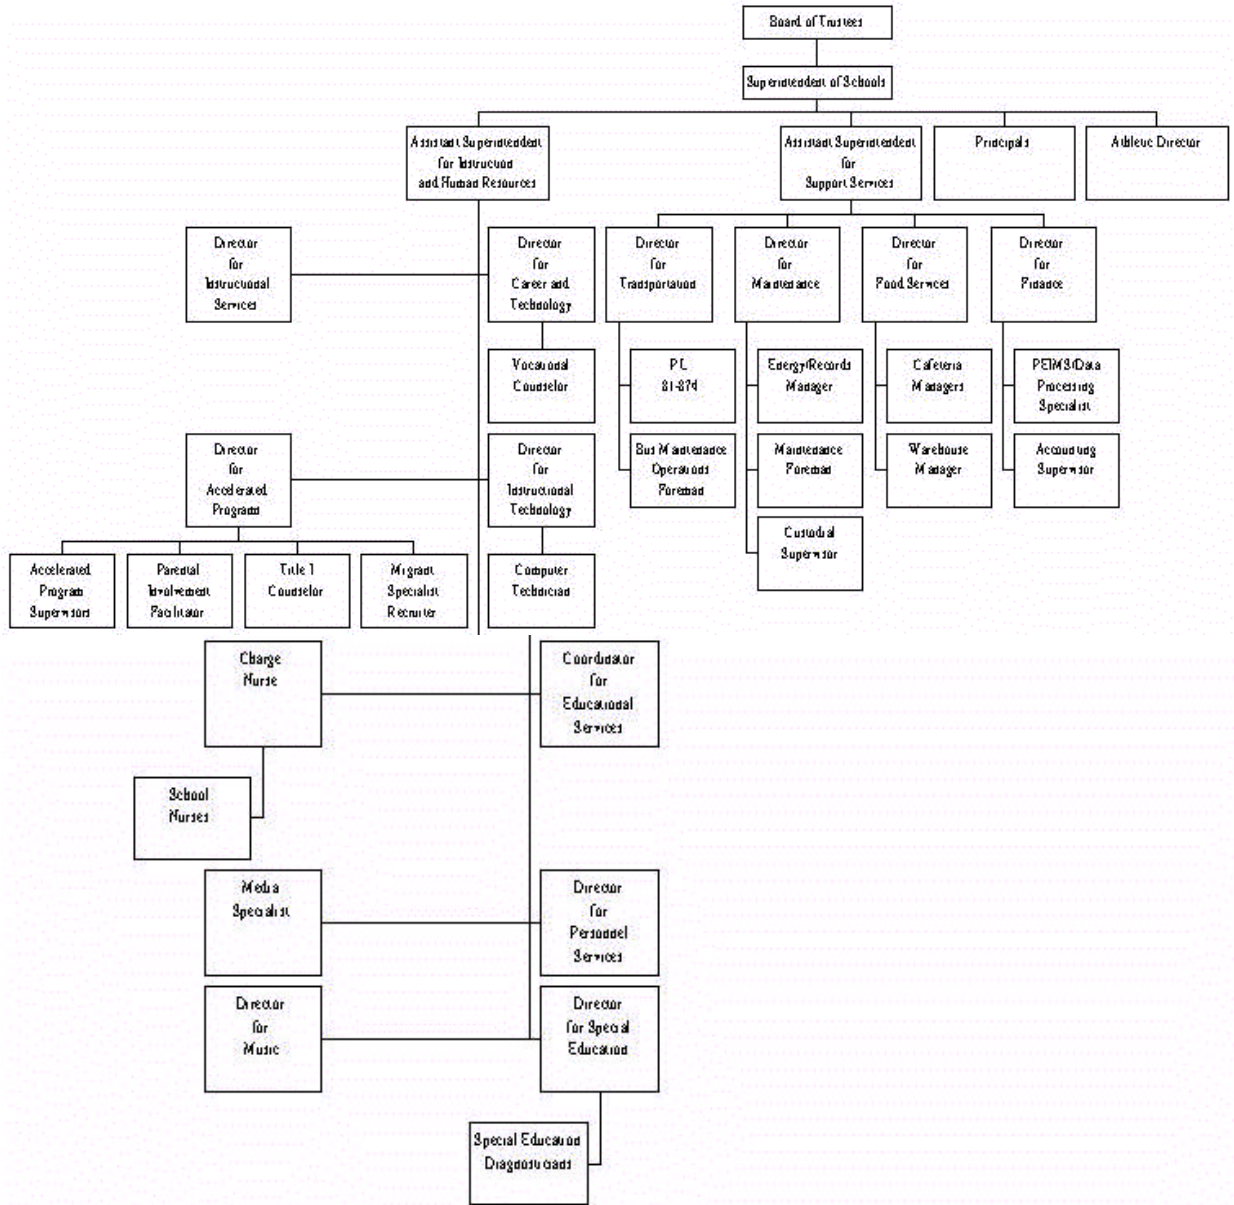 Board of Trustees
Superintendent of Schools
Assistant Superintendent
for Instruction
and Human Resources
Assistant Superintendent
for
Support Services
Principals
Athletic Director
Director
for
Instructional
Services
Director
for
Career and
Technology
Director
for
Transportation
Director
for
Maintenance
Director
for
Food Services
Director
for
Finance
Vocational
Counselor
PL
81-874
Energy/Records
Manager
Cafeteria
Managers
PEIMS/Data
Processing
Specialist
Director
for
Accelerated
Programs
Director
for
Instructional
Technology
Bus Maintenance
Operations
Foreman
Maintenance
Foreman
Warehouse
Manager
Accounting
Supervisor
Custodial
Supervisor
Accelerated
Program
Supervisors
Parental
Involvement
Facilitator
Title I
Counselor
Migrant
Specialist
Recruiter
Computer
Technician
Charge
Nurse
Coordinator
for
Educational
Services
School
Nurses
Media
Specialist
Director
for
Personnel
Services
Director
for
Music
Director
for Special
Education
Special Education
Diagnosticians